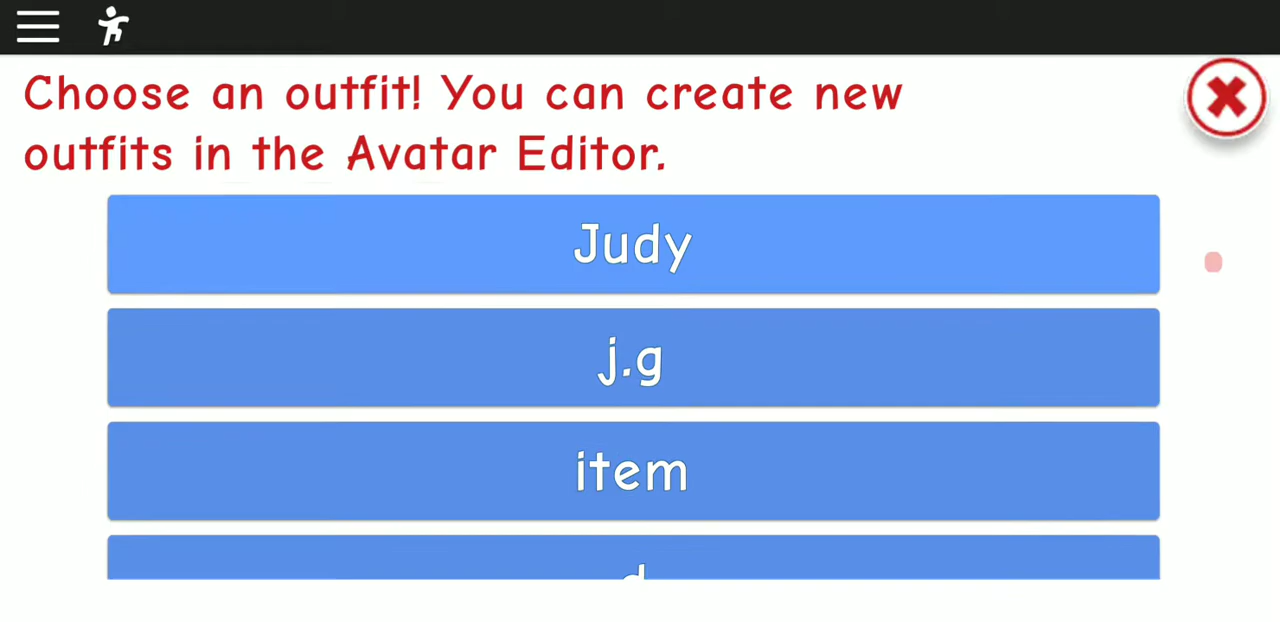 Choose an outfit! You can create new
outfits in the Avatar Editor.
Judy
j.g
item